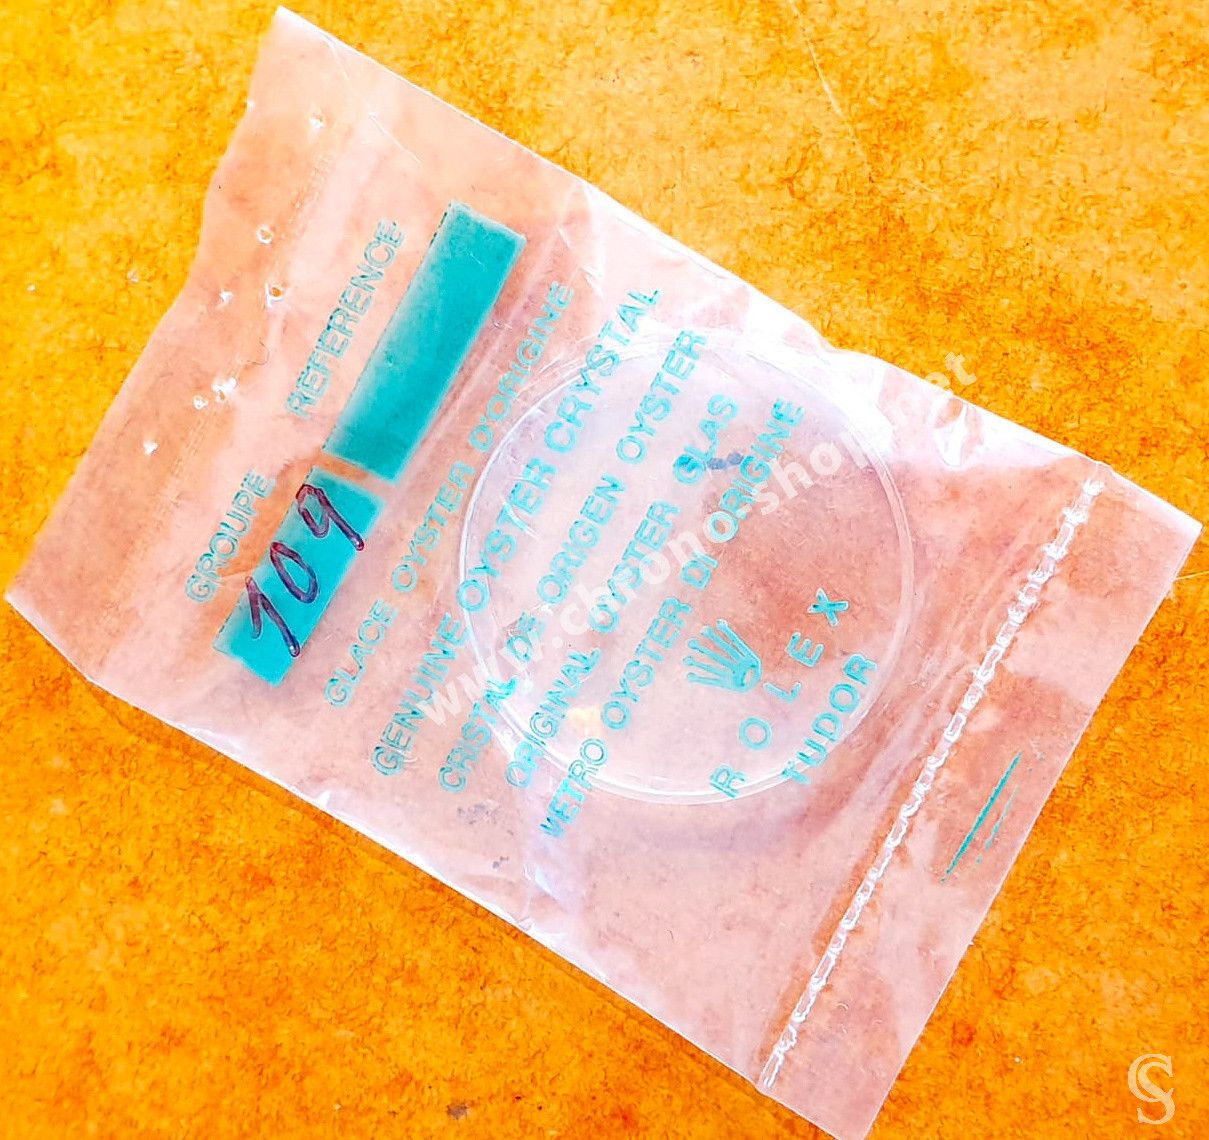 GROUPE REFERENCE
109
GLACE OYSTER D'ORIGINE
GENUINE OYSTER CRYSTAL
CRISTAL DE ORIGEN OYSTER
ORIGINAL OYSTER GLAS
VETRO OYSTER DI ORIGINE
ROLEX
TUDOR
www.chrono-shop.net
CS